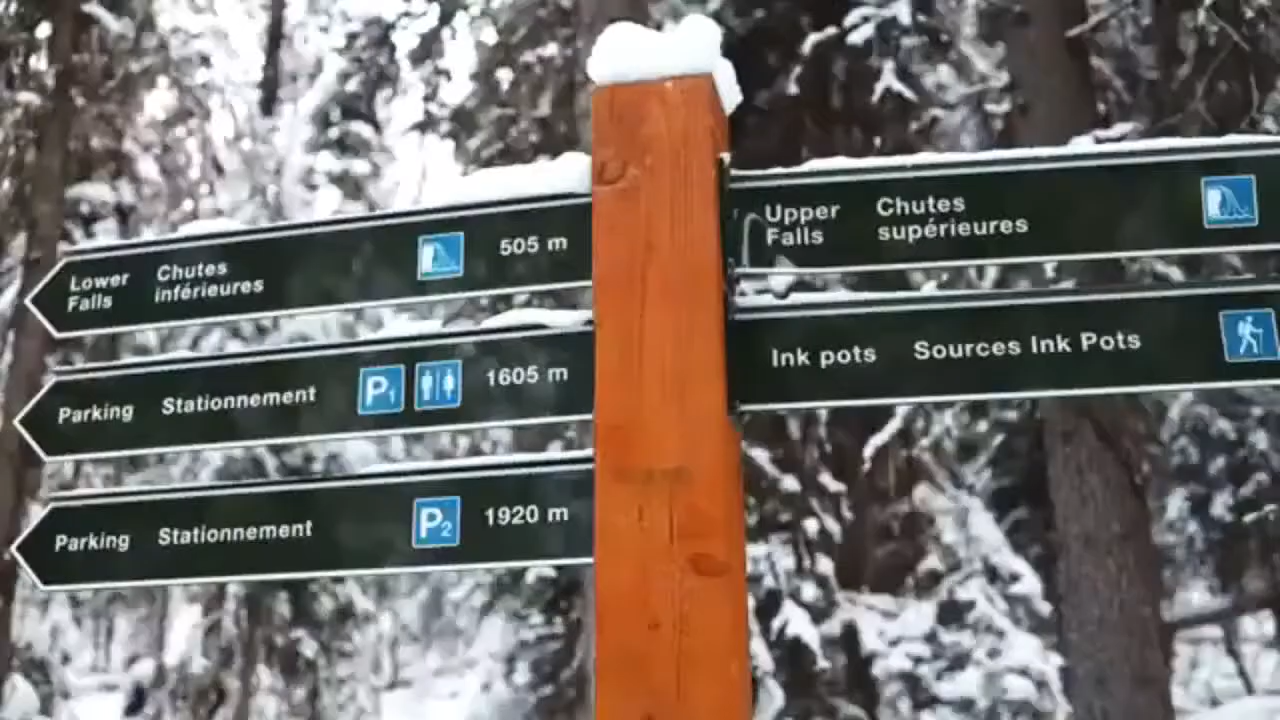 Lower Falls Chutes inférieures 505 m
Parking Stationnement P1 1605 m
Parking Stationnement P2 1920 m
Upper Falls Chutes supérieures
Ink pots Sources Ink Pots